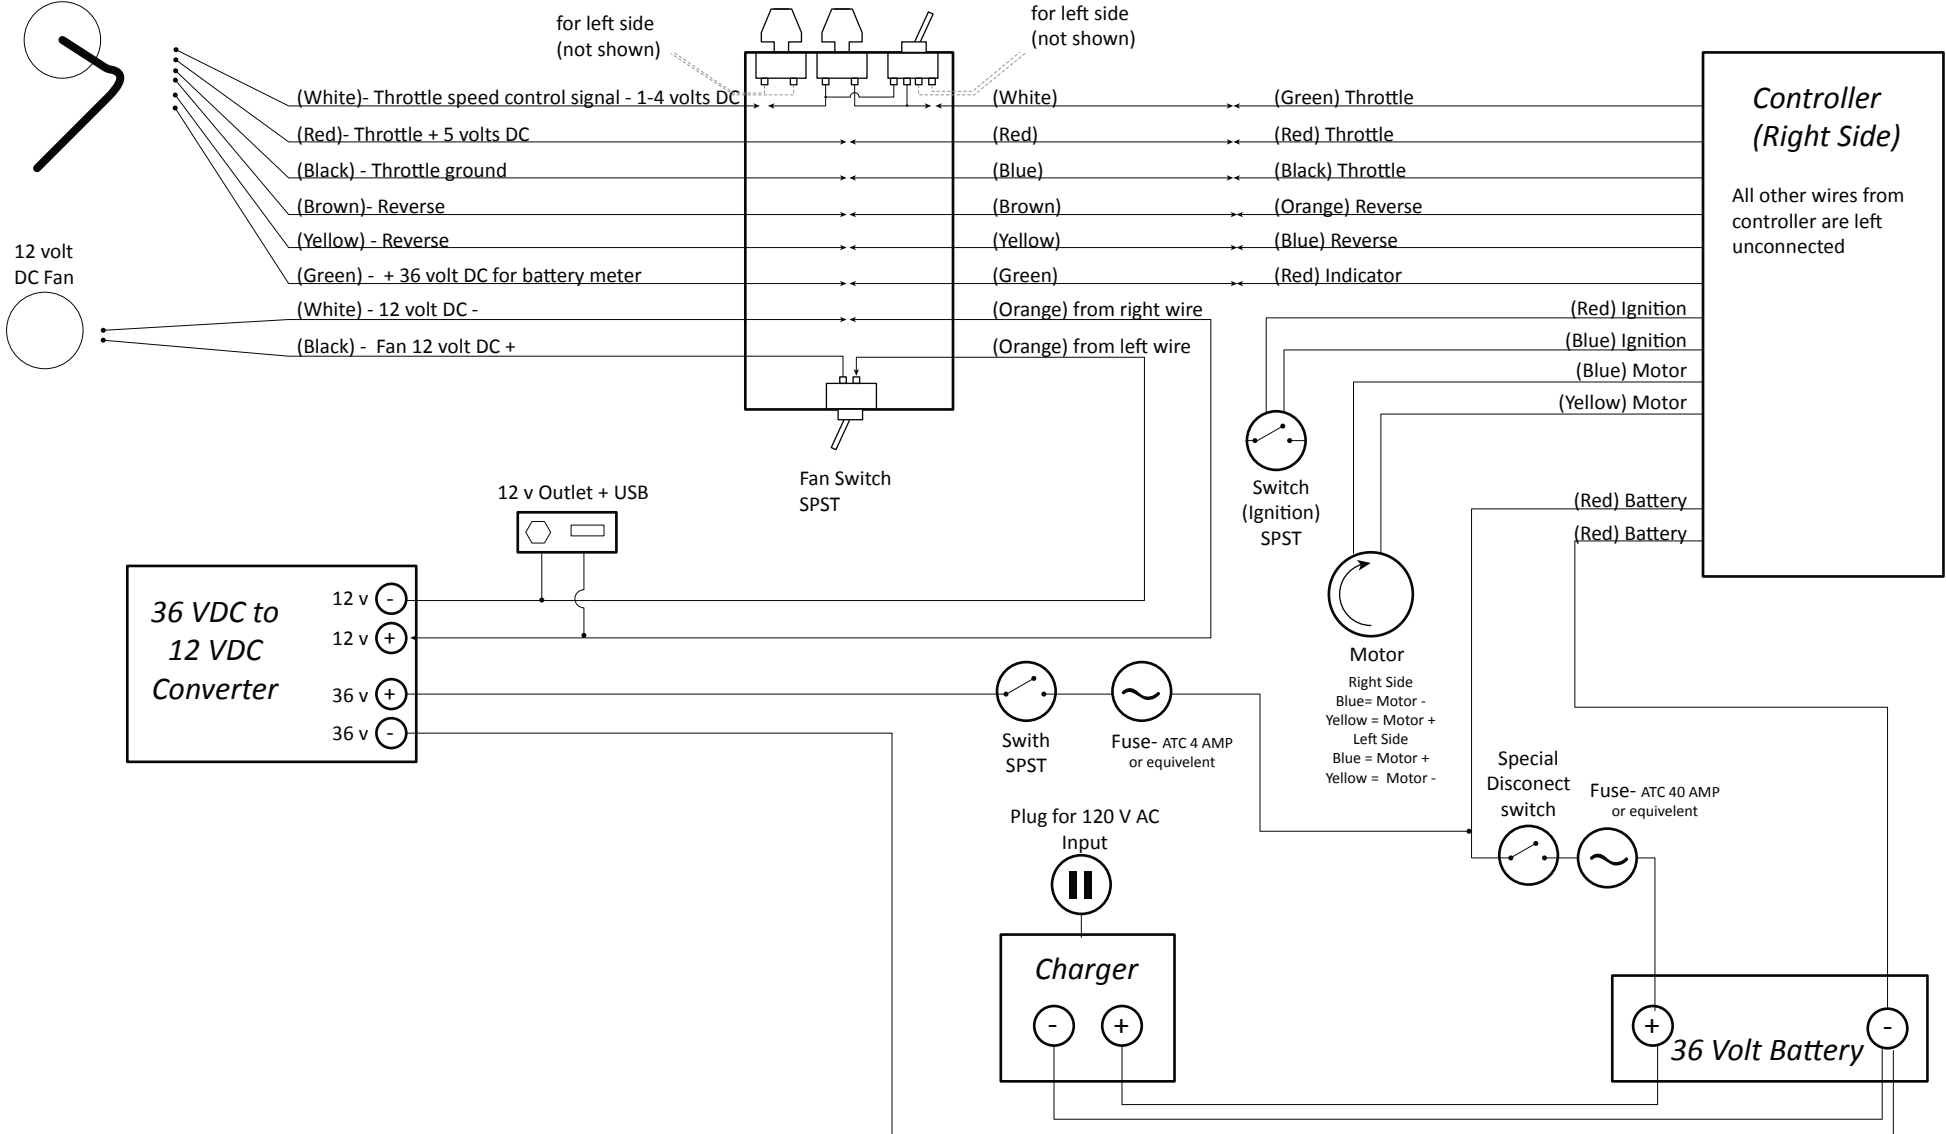 for left side
(not shown)
for left side
(not shown)
(White)- Throttle speed control signal - 1-4 volts DC
(White)
(Green) Throttle
(Red)- Throttle + 5 volts DC
(Red)
(Red) Throttle
(Black) - Throttle ground
(Blue)
(Black) Throttle
(Brown)- Reverse
(Brown)
(Orange) Reverse
(Yellow) - Reverse
(Yellow)
(Blue) Reverse
(Green) - + 36 volt DC for battery meter
(Green)
(Red) Indicator
(White) - 12 volt DC -
(Orange) from right wire
(Black) - Fan 12 volt DC +
(Orange) from left wire
12 volt
DC Fan
Controller
(Right Side)
All other wires from
controller are left
unconnected
(Red) Ignition
(Blue) Ignition
(Blue) Motor
(Yellow) Motor
(Red) Battery
(Red) Battery
Fan Switch
SPST
Switch
(Ignition)
SPST
12 v Outlet + USB
36 VDC to
12 VDC
Converter
12 v -
12 v +
36 v +
36 v -
Motor
Right Side
Blue= Motor -
Yellow = Motor +
Left Side
Blue = Motor +
Yellow = Motor -
Swith
SPST
Fuse- ATC 4 AMP
or equivelent
Special
Disconect
switch
Fuse- ATC 40 AMP
or equivelent
Plug for 120 V AC
Input
Charger
- +
+ -
36 Volt Battery